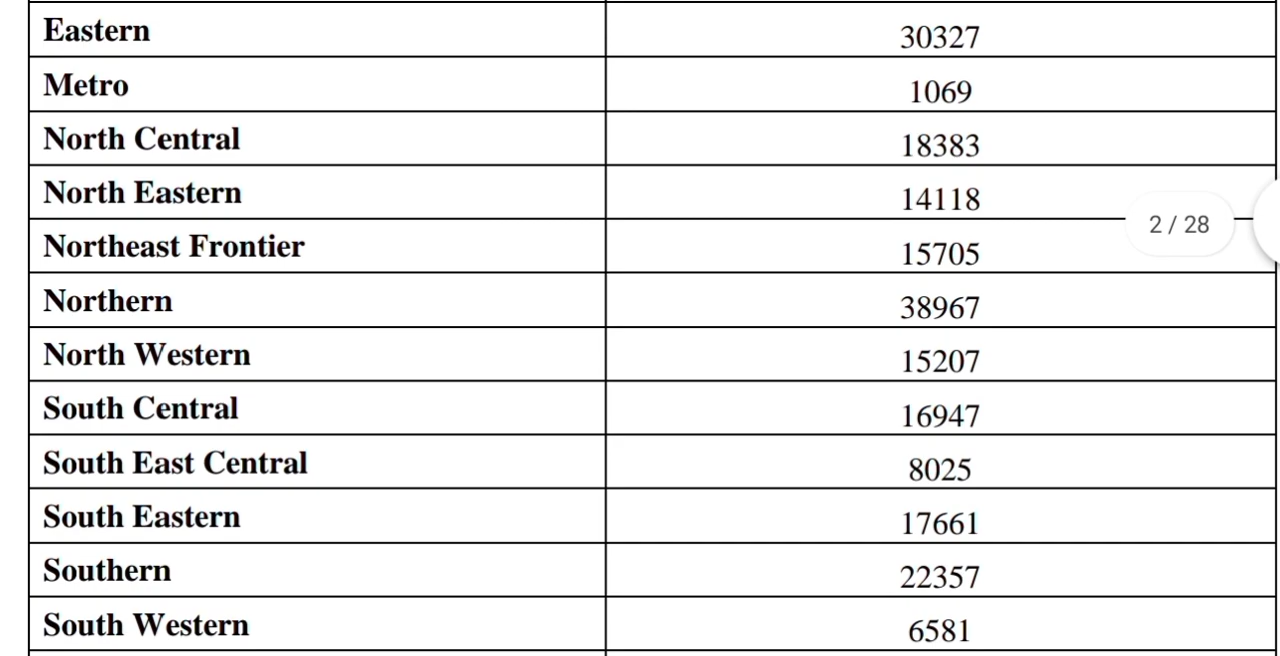 Eastern 30327
Metro 1069
North Central 18383
North Eastern 14118
2 / 28
Northeast Frontier 15705
Northern 38967
North Western 15207
South Central 16947
South East Central 8025
South Eastern 17661
Southern 22357
South Western 6581